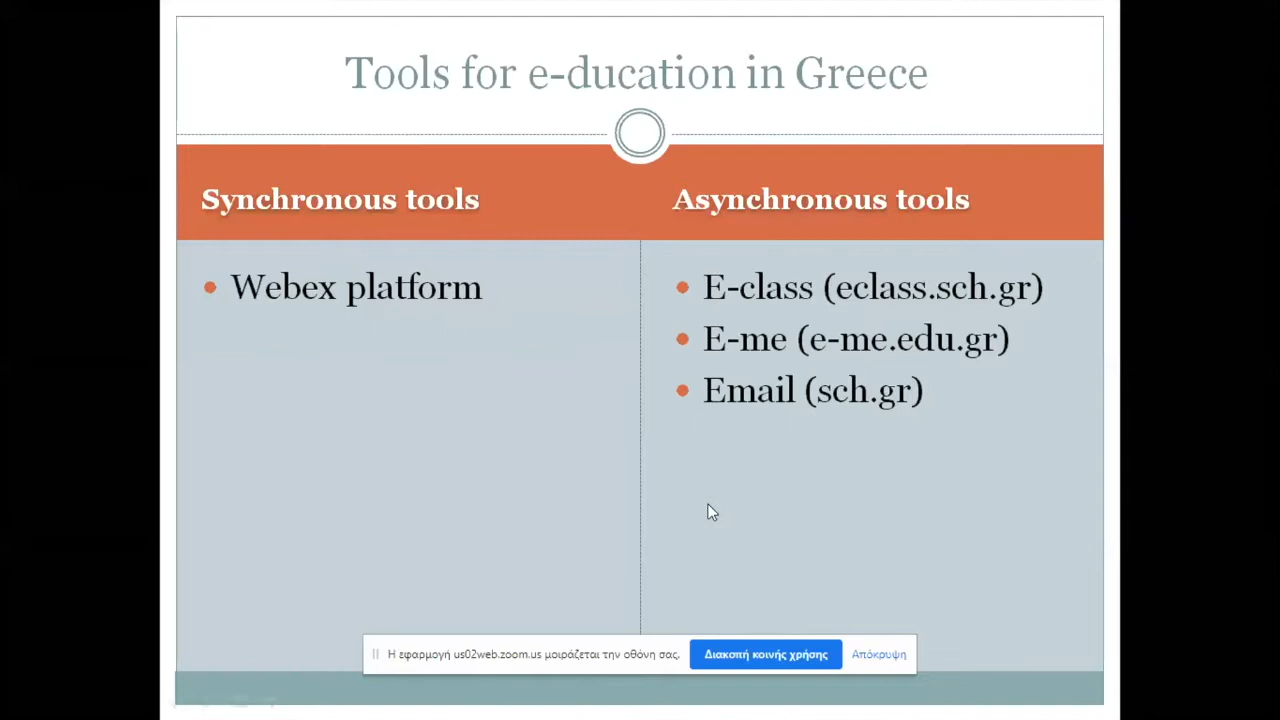 Tools for e-ducation in Greece
Synchronous tools
Asynchronous tools
• Webex platform
• E-class (eclass.sch.gr)
• E-me (e-me.edu.gr)
• Email (sch.gr)
Η εφαρμογή us02web.zoom.us μοιράζεται την οθόνη σας. Διακοπή κοινής χρήσης Απόκρυψη